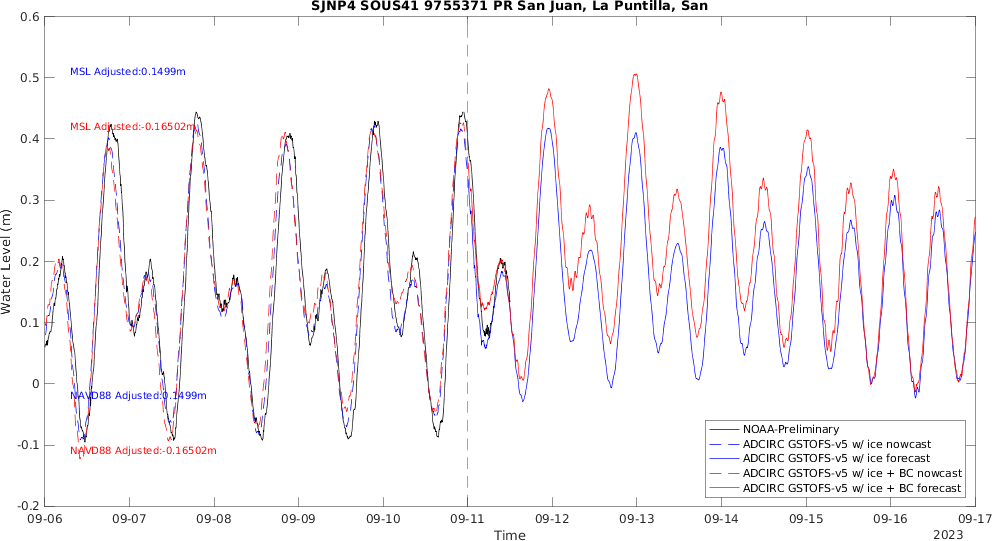 SJNP4 SOUS41 9755371 PR San Juan, La Puntilla, San
0.6
0.5
0.4
0.3
0.2
0.1
0
-0.1
-0.2
Water Level (m)
MSL Adjusted:0.1499m
MSL Adjusted:-0.16502m
NAVD88 Adjusted:0.1499m
NAVD88 Adjusted:-0.16502m
NOAA-Preliminary
ADCIRC GSTOFS-v5 w/ ice nowcast
ADCIRC GSTOFS-v5 w/ ice forecast
ADCIRC GSTOFS-v5 w/ ice + BC nowcast
ADCIRC GSTOFS-v5 w/ ice + BC forecast
09-06 09-07 09-08 09-09 09-10 09-11 09-12 09-13 09-14 09-15 09-16 09-17
Time
2023